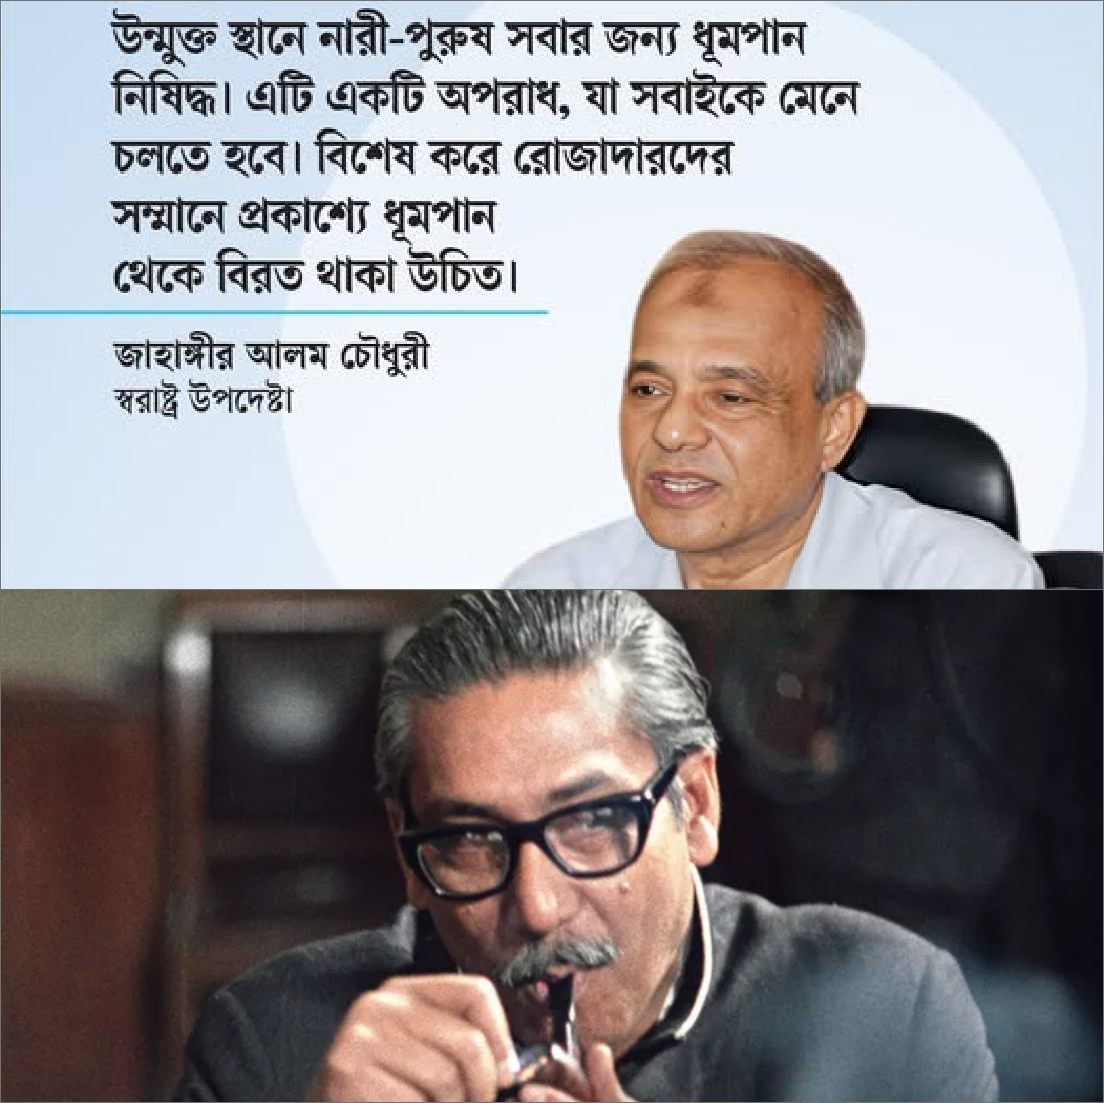 উন্মুক্ত স্থানে নারী-পুরুষ সবার জন্য ধূমপান
নিষিদ্ধ। এটি একটি অপরাধ, যা সবাইকে মেনে
চলতে হবে। বিশেষ করে রোজাদারদের
সম্মানে প্রকাশ্যে ধূমপান
থেকে বিরত থাকা উচিত।
জাহাঙ্গীর আলম চৌধুরী
স্বরাষ্ট্র উপদেষ্টা